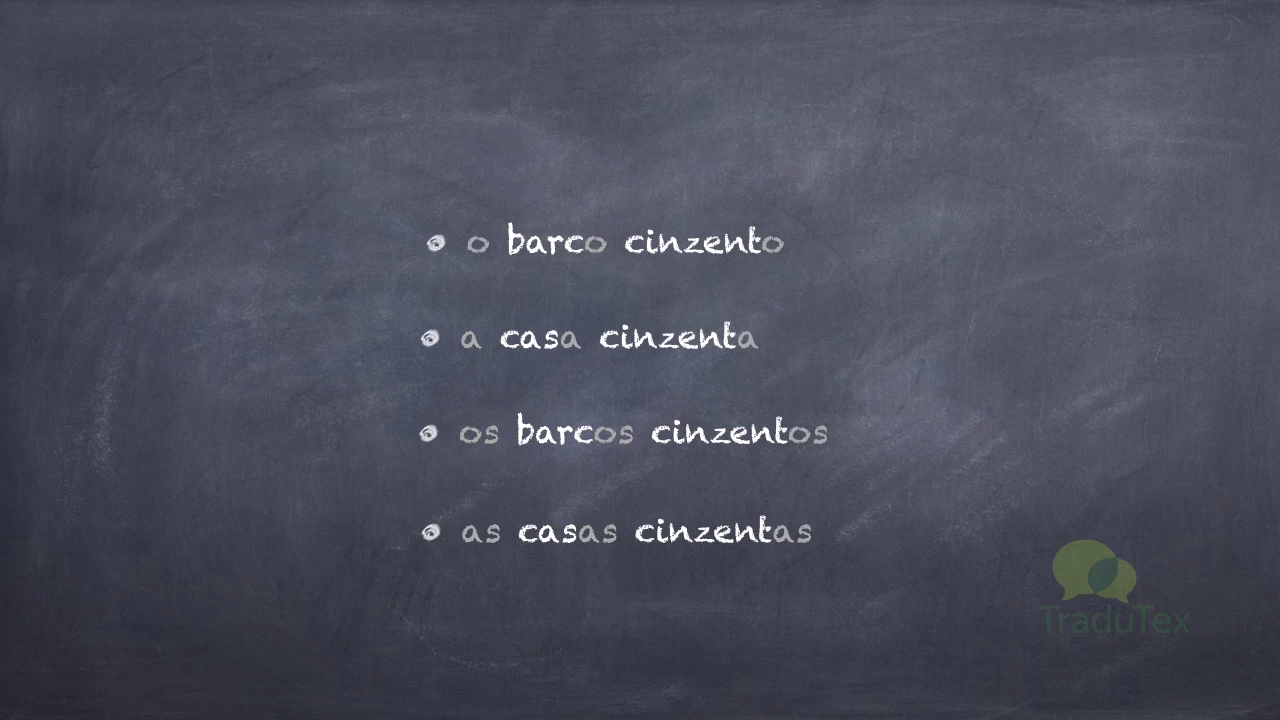 o barco cinzento
a casa cinzenta
os barcos cinzentos
as casas cinzentas
TraduTex